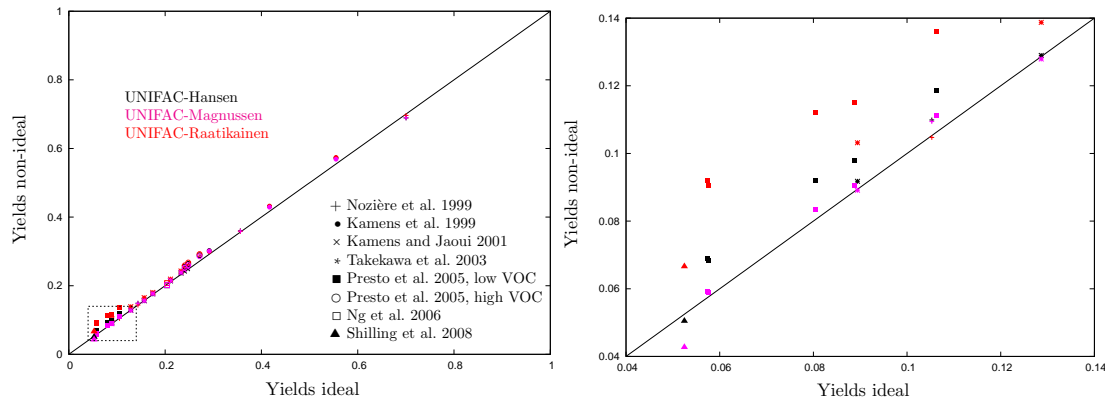 1
0.8
0.6
0.4
0.2
0
0
0.2
0.4
0.6
0.8
1
Yields non-ideal
Yields ideal
UNIFAC-Hansen
UNIFAC-Magnussen
UNIFAC-Raatikainen
Nozière et al. 1999
Kamens et al. 1999
Kamens and Jaoui 2001
Takekawa et al. 2003
Presto et al. 2005, low VOC
Presto et al. 2005, high VOC
Ng et al. 2006
Shilling et al. 2008
0.14
0.12
0.1
0.08
0.06
0.04
0.04
0.06
0.08
0.1
0.12
0.14
Yields non-ideal
Yields ideal